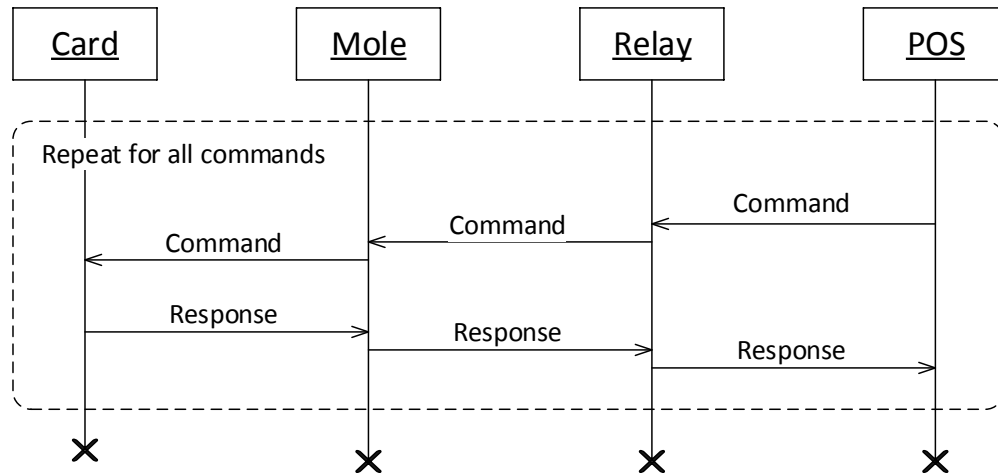 Card
Mole
Relay
POS
Repeat for all commands
Command
Command
Command
Response
Response
Response